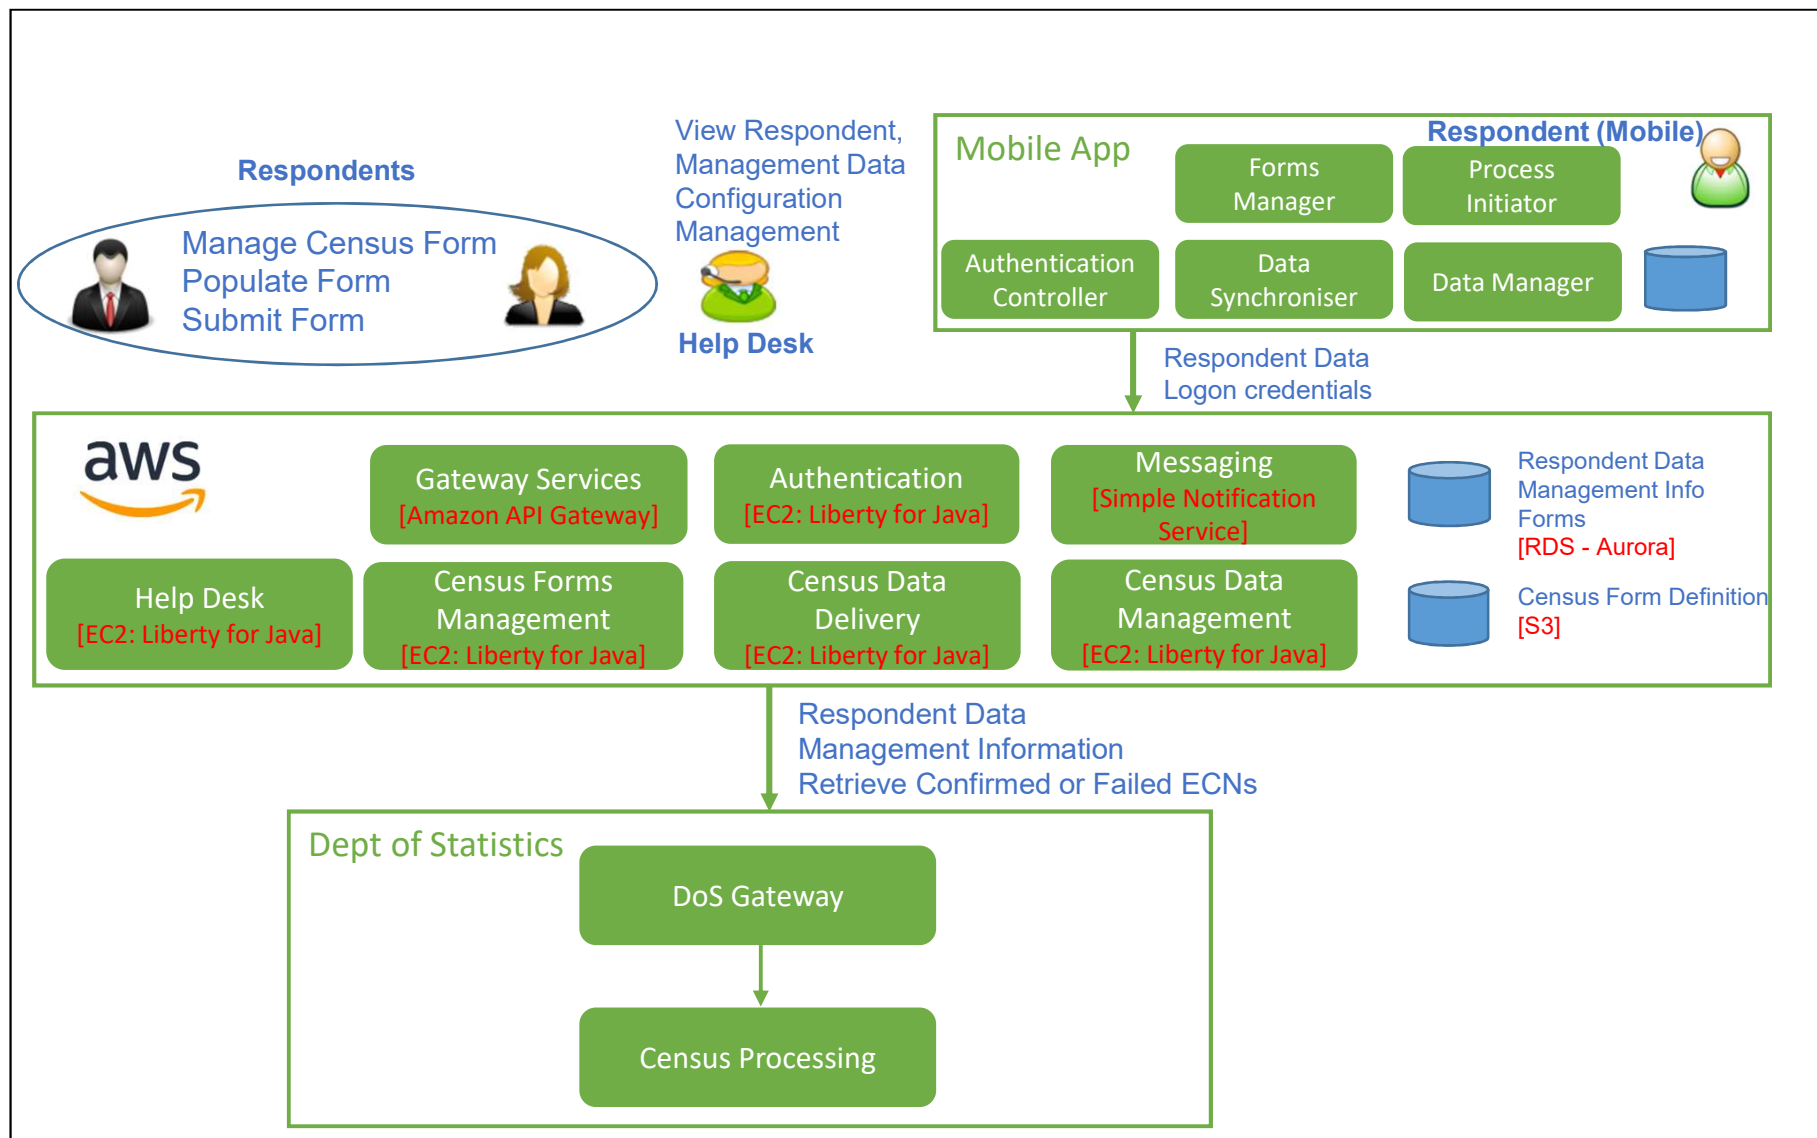 Respondents
Manage Census Form
Populate Form
Submit Form
View Respondent,
Management Data
Configuration
Management
Help Desk
Mobile App
Respondent (Mobile)
Forms
Manager
Process
Initiator
Authentication
Controller
Data
Synchroniser
Data Manager
Respondent Data
Logon credentials
aws
Gateway Services
[Amazon API Gateway]
Authentication
[EC2: Liberty for Java]
Messaging
[Simple Notification
Service]
Respondent Data
Management Info
Forms
[RDS - Aurora]
Help Desk
[EC2: Liberty for Java]
Census Forms
Management
[EC2: Liberty for Java]
Census Data
Delivery
[EC2: Liberty for Java]
Census Data
Management
[EC2: Liberty for Java]
Census Form Definition
[S3]
Respondent Data
Management Information
Retrieve Confirmed or Failed ECNs
Dept of Statistics
DoS Gateway
Census Processing